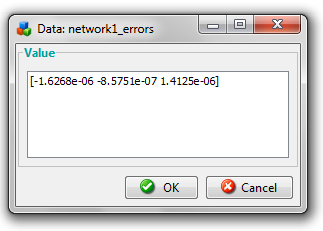 Data: network1_errors
Value
[-1.6268e-06 -8.5751e-07 1.4125e-06]
OK
Cancel